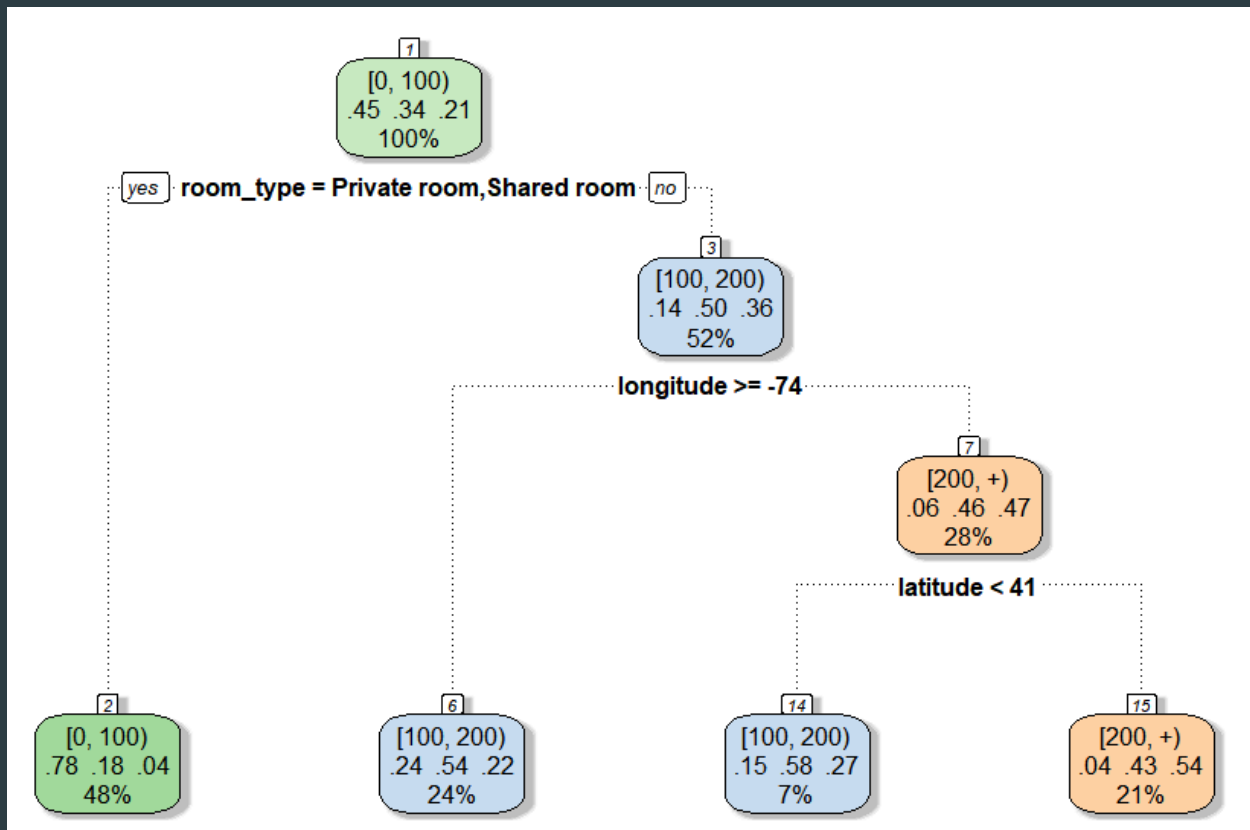 1
[0, 100)
.45 .34 .21
100%
yes room_type = Private room,Shared room no
3
[100, 200)
.14 .50 .36
52%
longitude >= -74
7
[200, +)
.06 .46 .47
28%
latitude < 41
2
[0, 100)
.78 .18 .04
48%
6
[100, 200)
.24 .54 .22
24%
14
[100, 200)
.15 .58 .27
7%
15
[200, +)
.04 .43 .54
21%